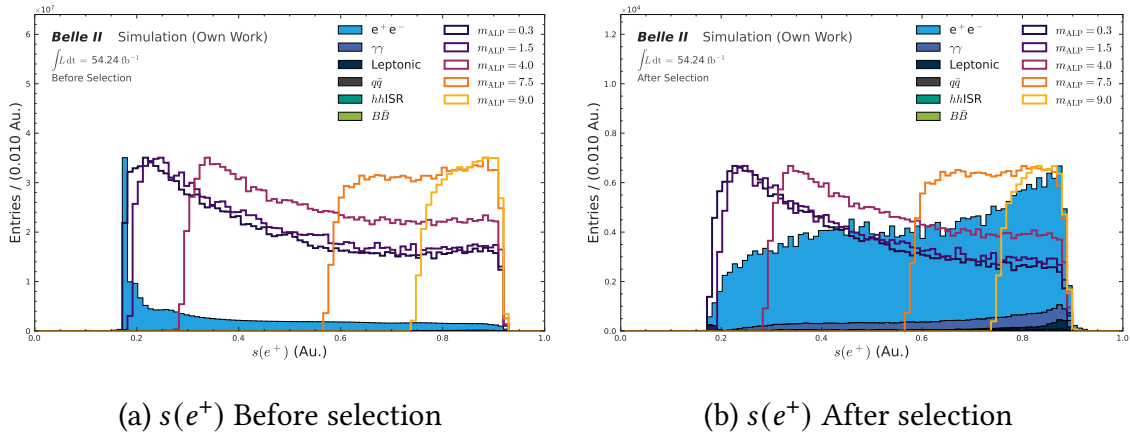 ×10⁷
Belle II Simulation (Own Work)
∫L dt = 54.24 fb⁻¹
Before Selection
e⁺e⁻
γγ
Leptonic
qq̄
hhISR
BB̄
m_ALP = 0.3
m_ALP = 1.5
m_ALP = 4.0
m_ALP = 7.5
m_ALP = 9.0
Entries / (0.010 Au.)
6
5
4
3
2
1
0
0.0 0.2 0.4 0.6 0.8 1.0
s(e⁺) (Au.)
(a) s(e⁺) Before selection
×10⁴
Belle II Simulation (Own Work)
∫L dt = 54.24 fb⁻¹
After Selection
e⁺e⁻
γγ
Leptonic
qq̄
hhISR
BB̄
m_ALP = 0.3
m_ALP = 1.5
m_ALP = 4.0
m_ALP = 7.5
m_ALP = 9.0
Entries / (0.010 Au.)
1.2
1.0
0.8
0.6
0.4
0.2
0.0
0.0 0.2 0.4 0.6 0.8 1.0
s(e⁺) (Au.)
(b) s(e⁺) After selection